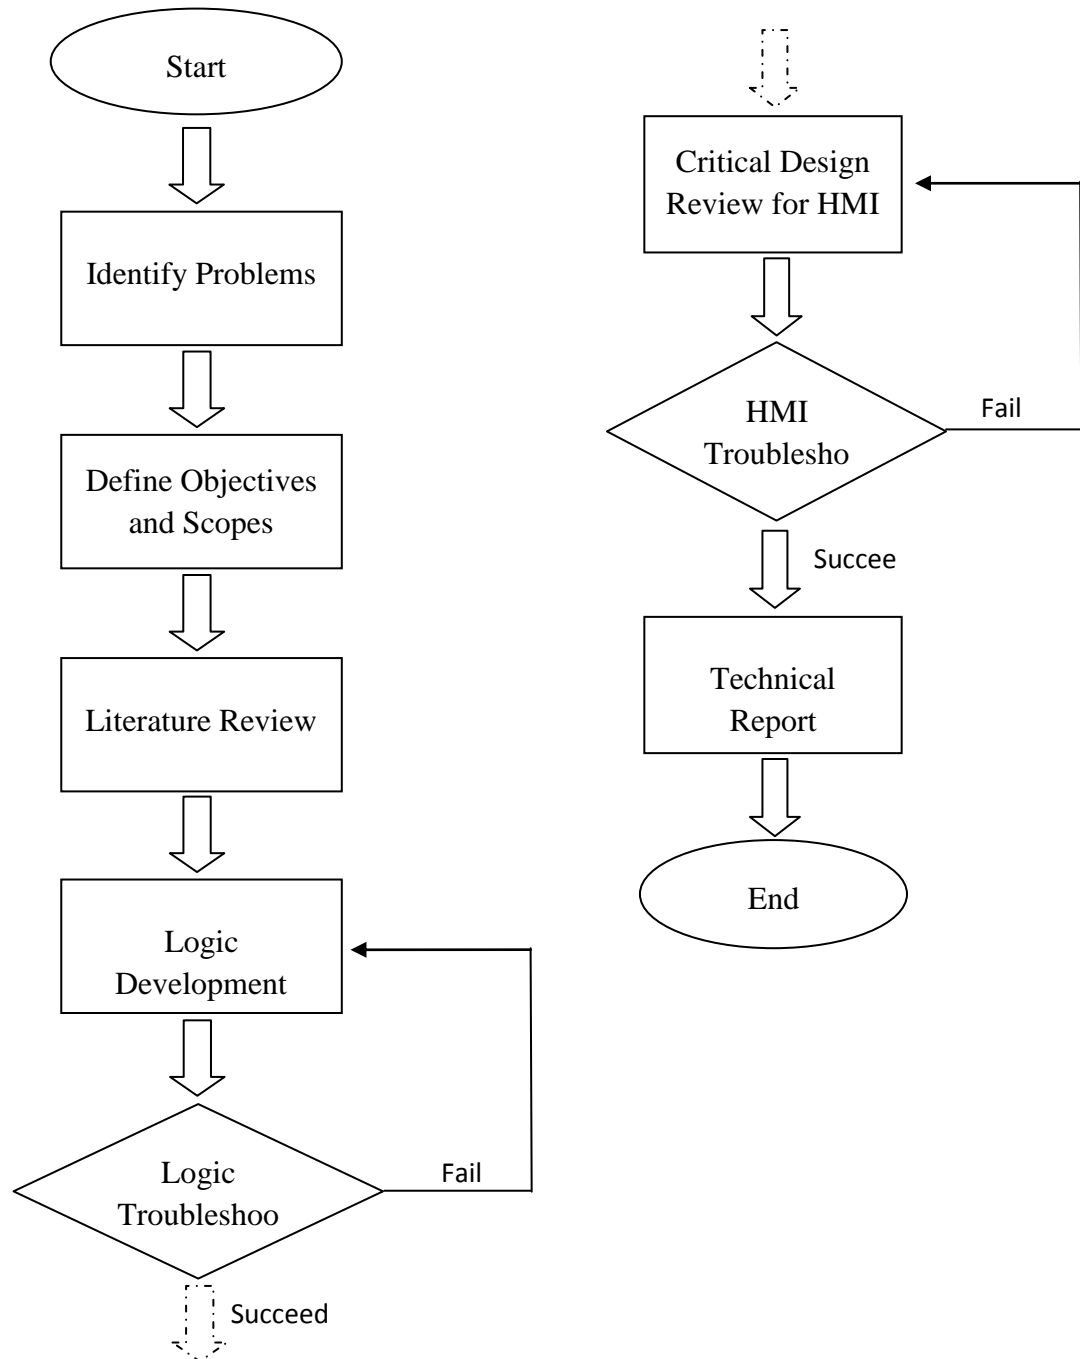 Start
Identify Problems
Define Objectives
and Scopes
Literature Review
Logic
Development
Logic
Troubleshoo
Fail
Succeed
Critical Design
Review for HMI
HMI
Troublesho
Fail
Succee
Technical
Report
End